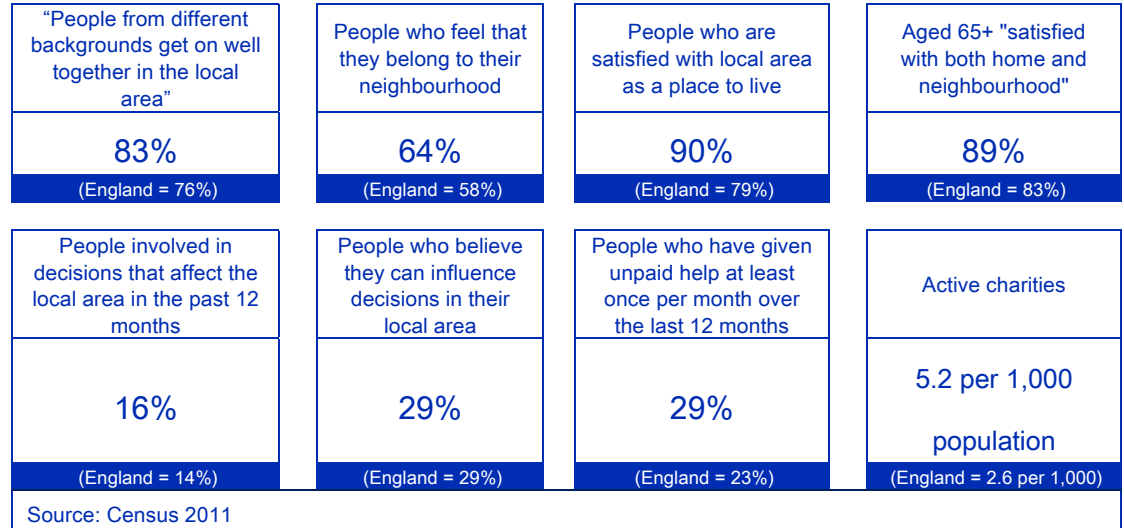 “People from different
backgrounds get on well
together in the local
area”
83%
(England = 76%)
People who feel that
they belong to their
neighbourhood
64%
(England = 58%)
People who are
satisfied with local area
as a place to live
90%
(England = 79%)
Aged 65+ "satisfied
with both home and
neighbourhood"
89%
(England = 83%)
People involved in
decisions that affect the
local area in the past 12
months
16%
(England = 14%)
People who believe
they can influence
decisions in their
local area
29%
(England = 29%)
People who have given
unpaid help at least
once per month over
the last 12 months
29%
(England = 23%)
Active charities
5.2 per 1,000
population
(England = 2.6 per 1,000)
Source: Census 2011